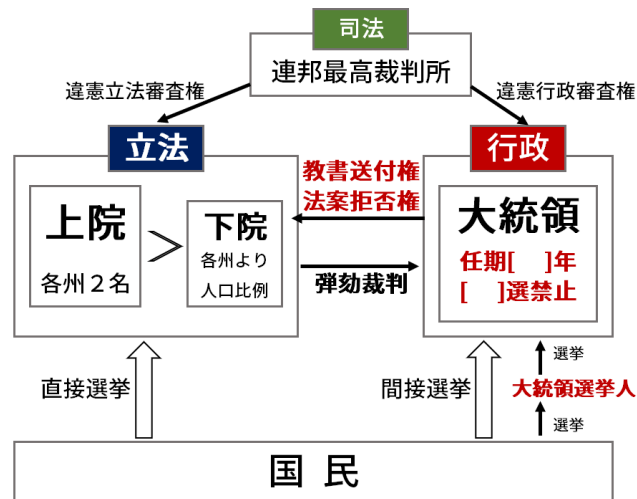 司法
連邦最高裁判所
違憲立法審査権
違憲行政審査権
立法
行政
教書送付権
法案拒否権
上院
各州２名
＞
下院
各州より
人口比例
弾劾裁判
大統領
任期[　]年
[　]選禁止
直接選挙
間接選挙
選挙
大統領選挙人
選挙
国 民